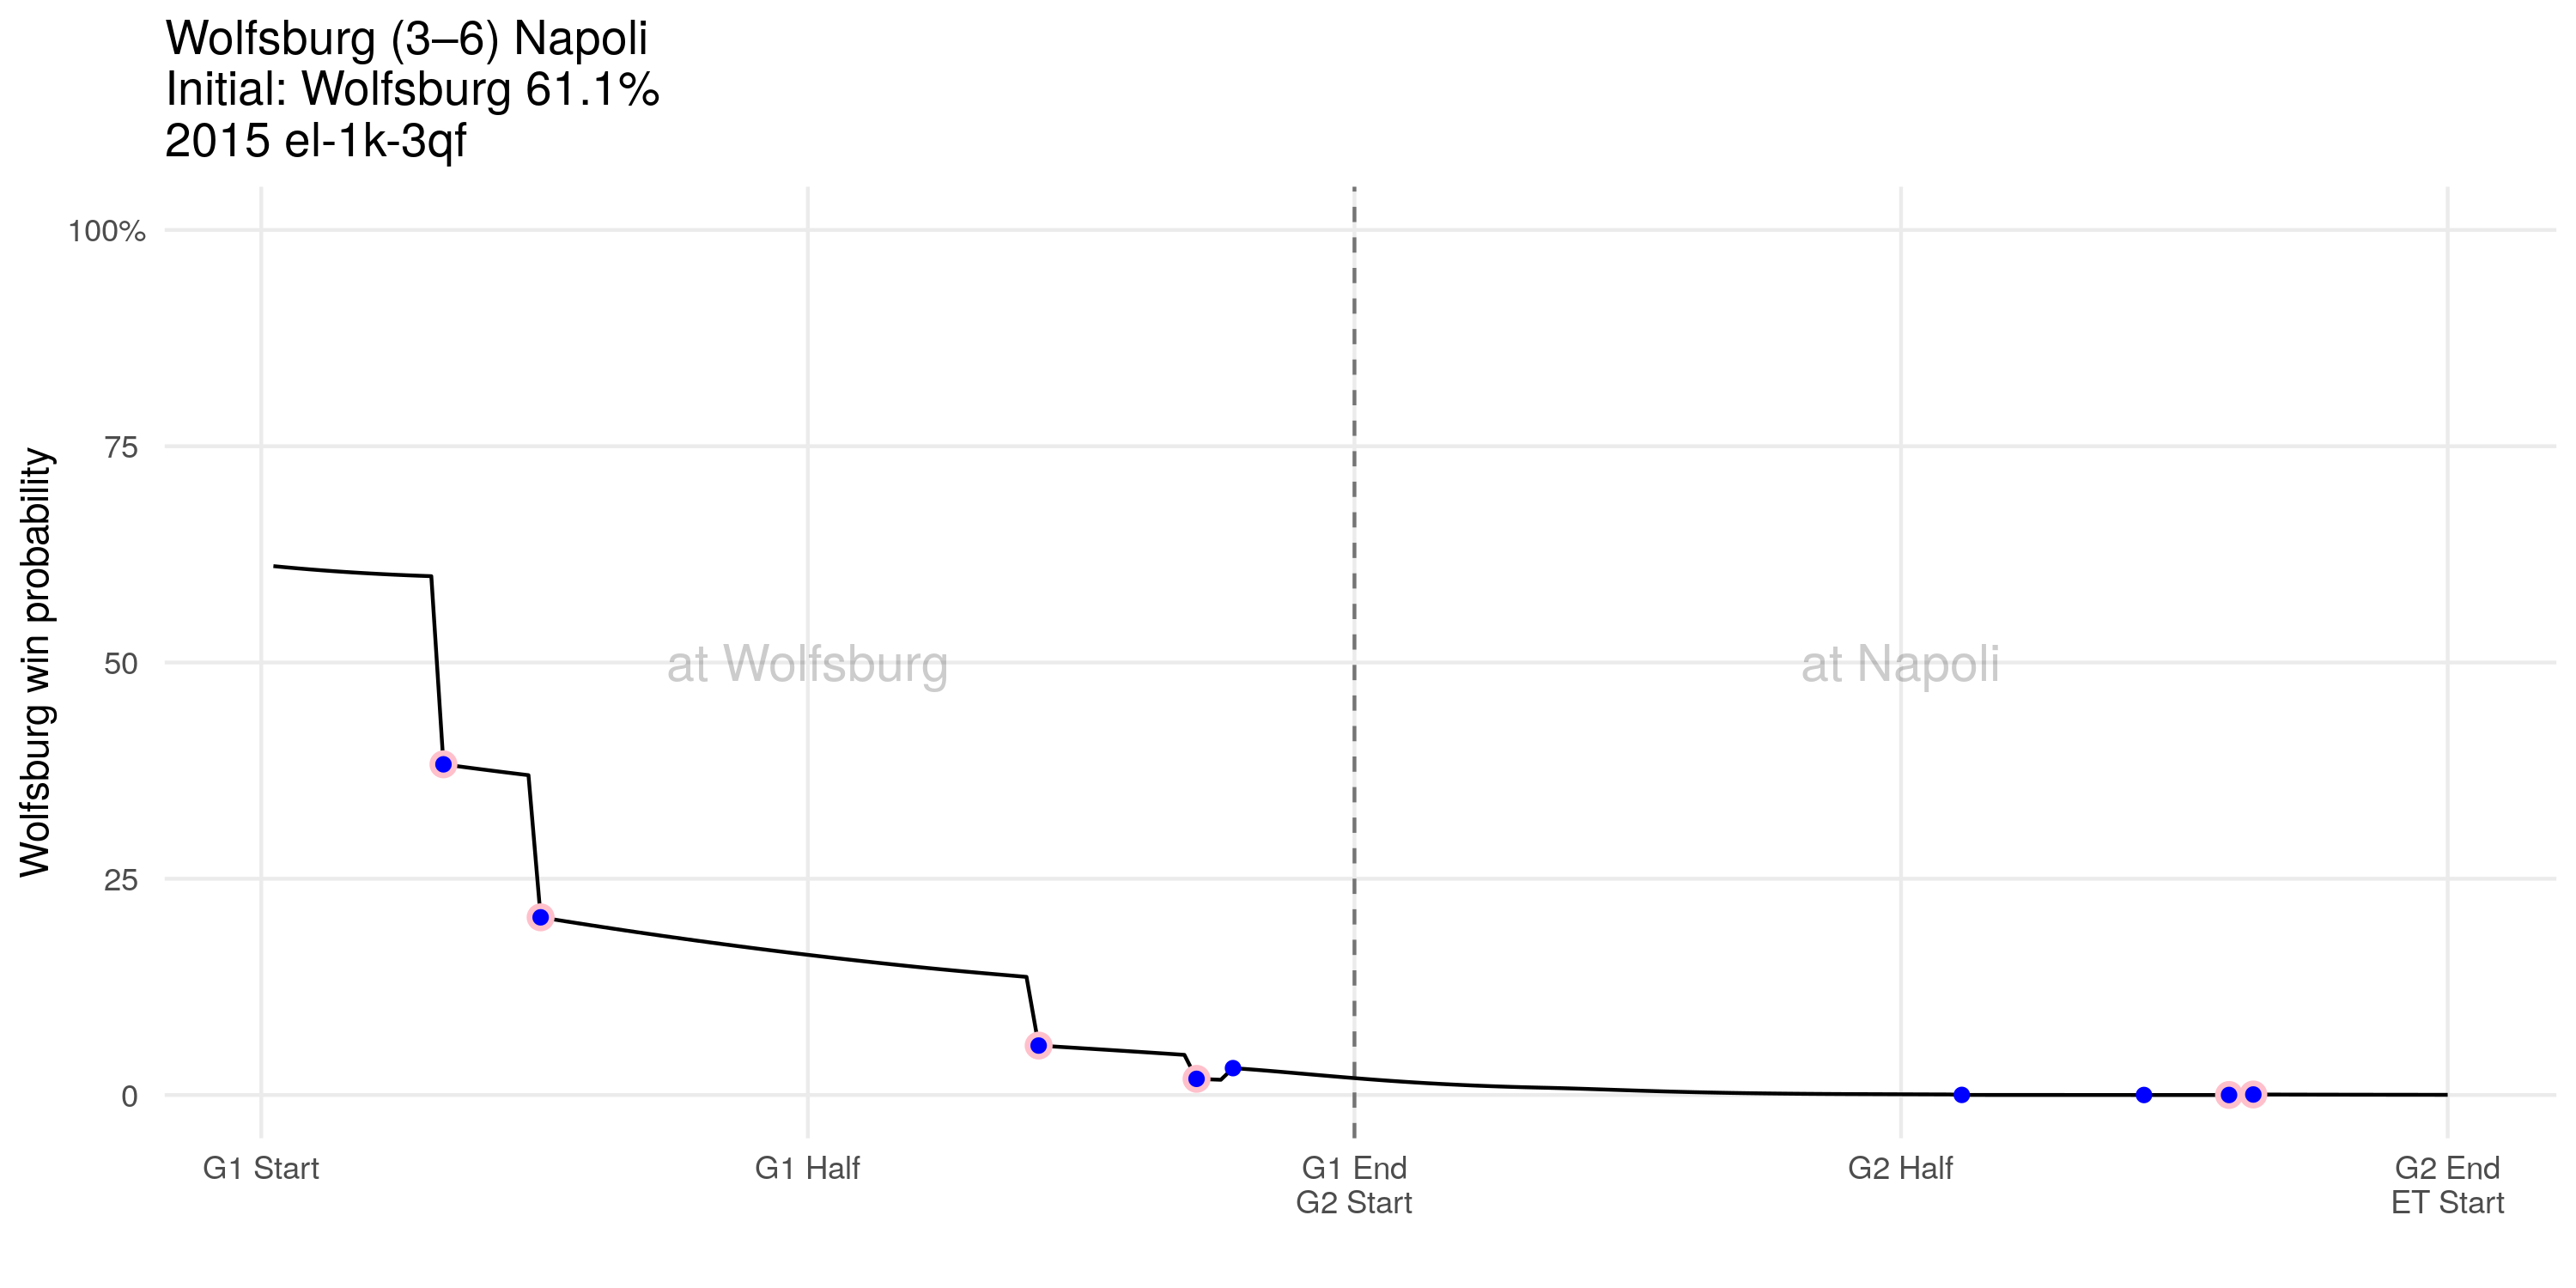 Wolfsburg (3–6) Napoli
Initial: Wolfsburg 61.1%
2015 el-1k-3qf
Wolfsburg win probability
100%
75
50
25
0
at Wolfsburg
at Napoli
G1 Start
G1 Half
G1 End
G2 Start
G2 Half
G2 End
ET Start